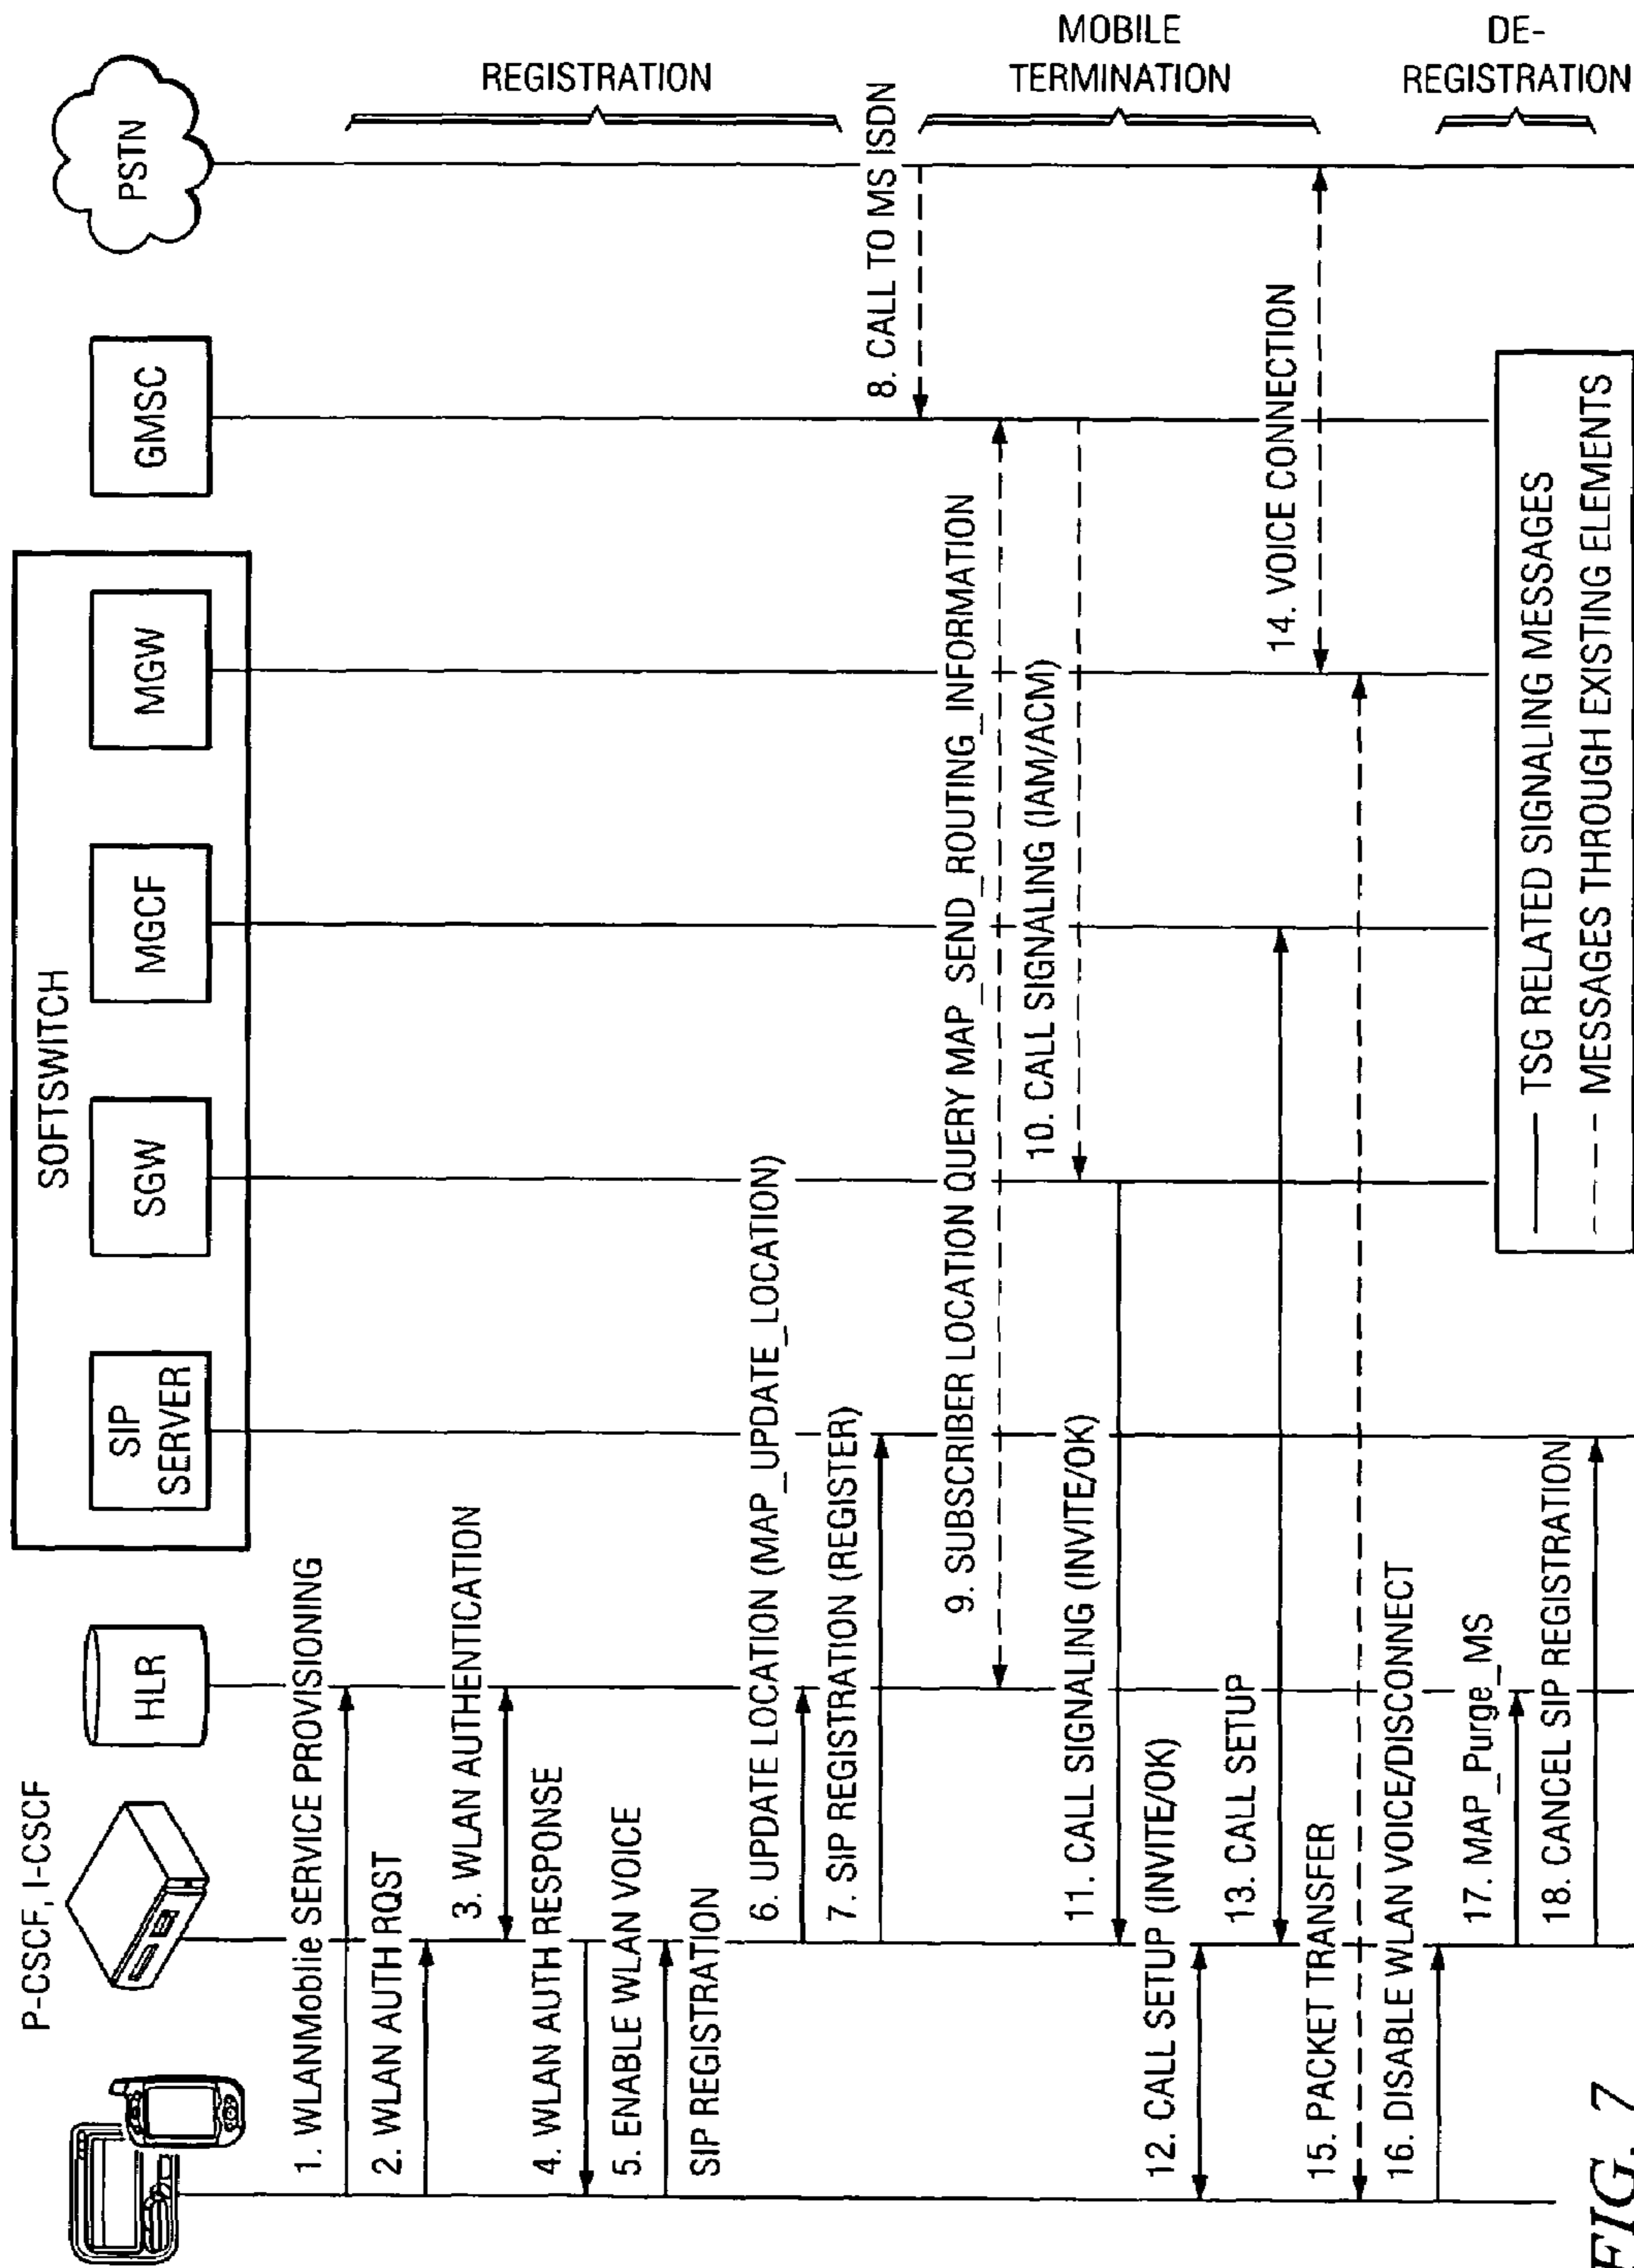 P-CSCF, I-CSCF
HLR
SOFTSWITCH
SIP
SERVER
SGW
MGCF
MGW
GMSC
PSTN
1. WLANMoblie SERVICE PROVISIONING
2. WLAN AUTH RQST
3. WLAN AUTHENTICATION
4. WLAN AUTH RESPONSE
5. ENABLE WLAN VOICE
SIP REGISTRATION
6. UPDATE LOCATION (MAP_UPDATE_LOCATION)
7. SIP REGISTRATION (REGISTER)
REGISTRATION
8. CALL TO MS ISDN
9. SUBSCRIBER LOCATION QUERY MAP_SEND_ROUTING_INFORMATION
10. CALL SIGNALING (IAM/ACM)
11. CALL SIGNALING (INVITE/OK)
12. CALL SETUP (INVITE/OK)
13. CALL SETUP
14. VOICE CONNECTION
MOBILE
TERMINATION
15. PACKET TRANSFER
16. DISABLE WLAN VOICE/DISCONNECT
17. MAP_Purge_MS
18. CANCEL SIP REGISTRATION
DE-
REGISTRATION
TSG RELATED SIGNALING MESSAGES
MESSAGES THROUGH EXISTING ELEMENTS
FIG. 7